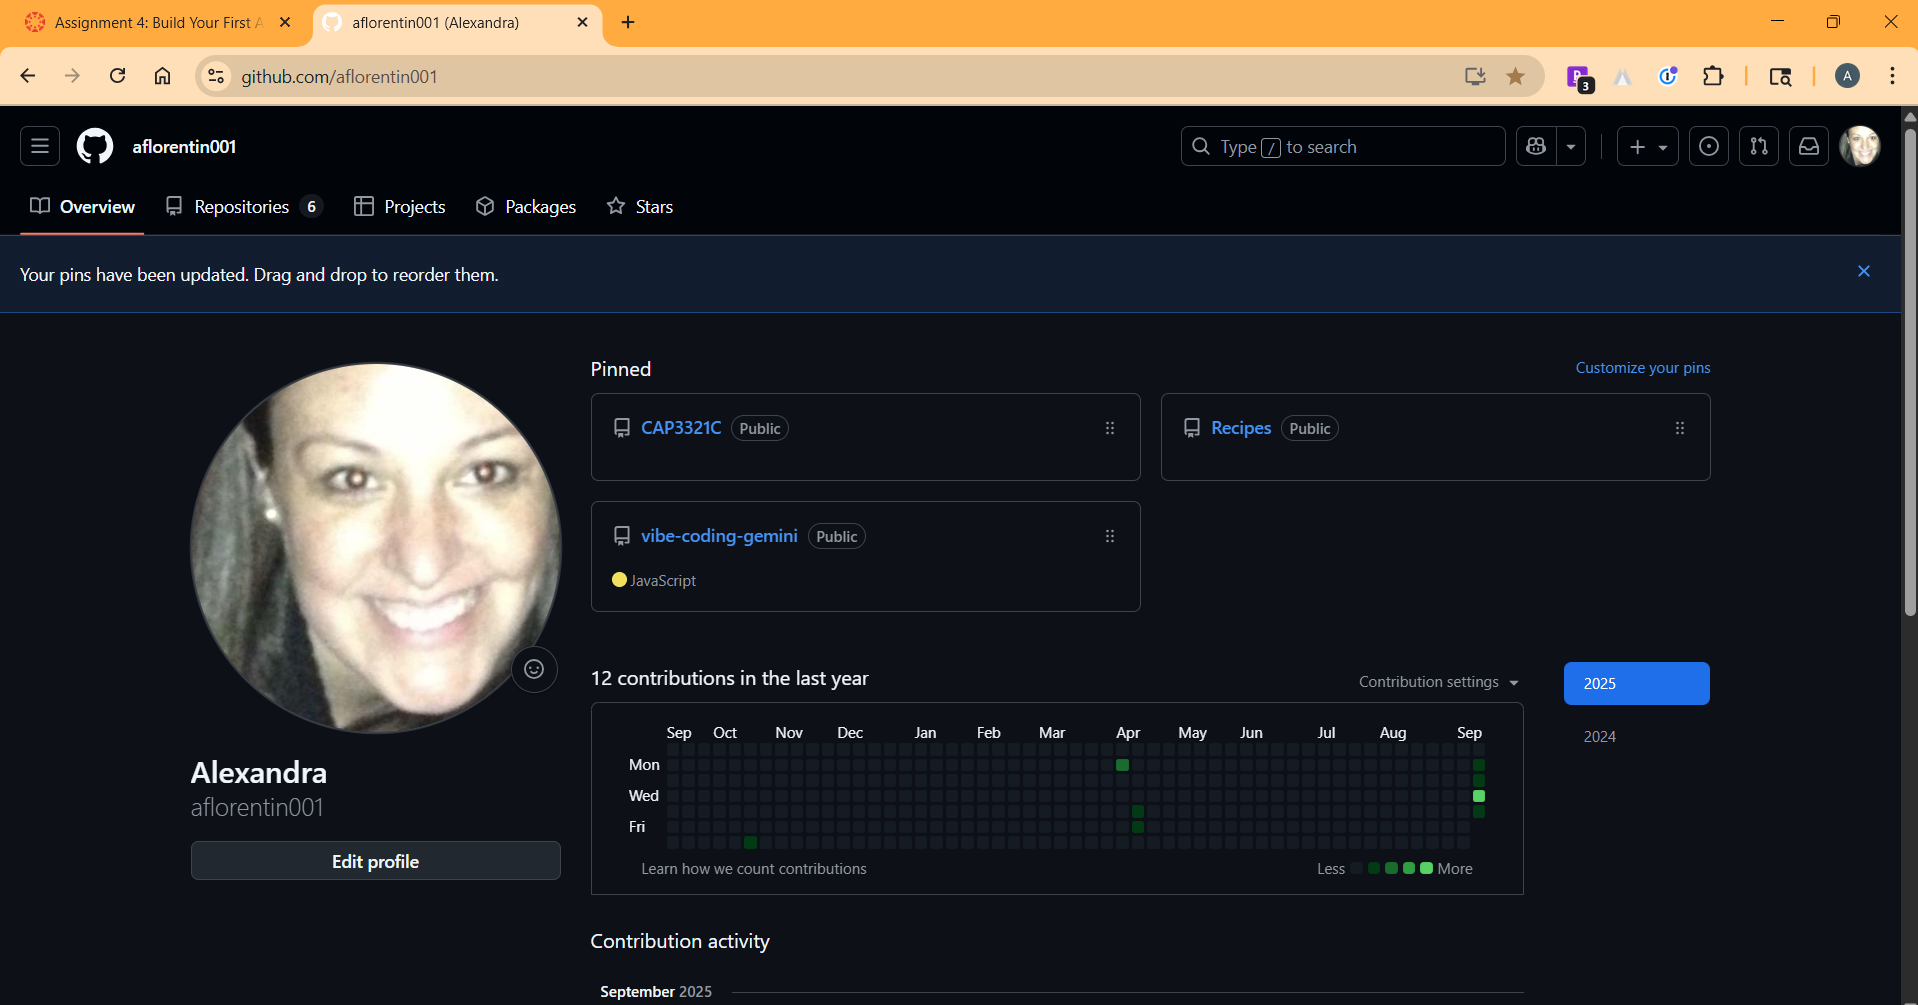 Assignment 4: Build Your First A
aflorentin001 (Alexandra)
github.com/aflorentin001
3
A
aflorentin001
Type / to search
Overview
Repositories 6
Projects
Packages
Stars
Your pins have been updated. Drag and drop to reorder them.
Pinned
Customize your pins
CAP3321C Public
Recipes Public
vibe-coding-gemini Public
JavaScript
12 contributions in the last year
Contribution settings
2025
2024
Sep Oct Nov Dec Jan Feb Mar Apr May Jun Jul Aug Sep
Mon
Wed
Fri
Learn how we count contributions
Less More
Alexandra
aflorentin001
Edit profile
Contribution activity
September 2025